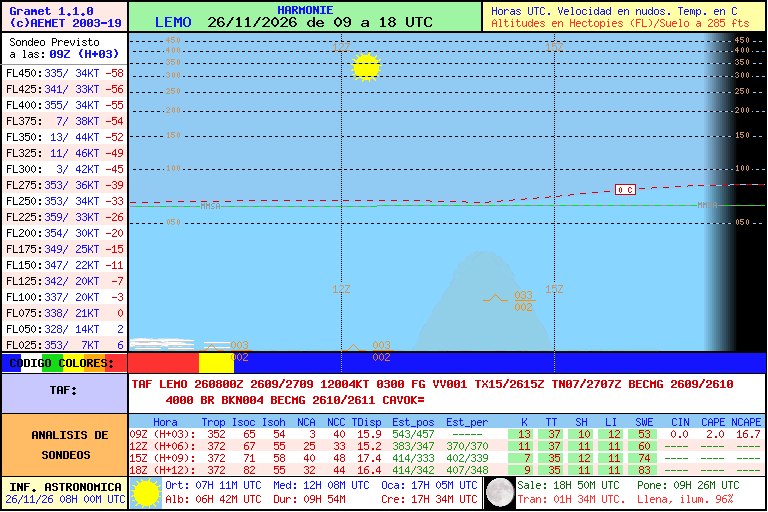 Gramet 1.1.0
(c)AEMET 2003-19
HARMONIE
LEMO 26/11/2026 de 09 a 18 UTC
Horas UTC. Velocidad en nudos. Temp. en C
Altitudes en Hectopies (FL)/Suelo a 285 fts
Sondeo Previsto
a las: 09Z (H+03)
FL450: 335/ 34KT -58
FL425: 341/ 33KT -56
FL400: 355/ 34KT -55
FL375: 7/ 38KT -54
FL350: 13/ 44KT -52
FL325: 11/ 46KT -49
FL300: 3/ 42KT -45
FL275: 353/ 36KT -39
FL250: 353/ 34KT -33
FL225: 359/ 33KT -26
FL200: 354/ 30KT -20
FL175: 349/ 25KT -15
FL150: 347/ 22KT -11
FL125: 342/ 20KT -7
FL100: 337/ 20KT -3
FL075: 338/ 21KT 0
FL050: 328/ 14KT 2
FL025: 353/ 7KT 6
12Z 15Z
450 450
400 400
350 350
300 300
250 250
200 200
150 150
100 100
0 C
MMSA
050 050
12Z 15Z
033
002
003
002
003
002
CODIGO COLORES:
TAF:
TAF LEMO 260800Z 2609/2709 12004KT 0300 FG VV001 TX15/2615Z TN07/2707Z BECMG 2609/2610
4000 BR BKN004 BECMG 2610/2611 CAVOK=
ANALISIS DE
SONDEOS
Hora Trop Isoc Isoh NCA NCC TDisp Est_pos Est_per K TT SH LI SWE CIN CAPE NCAPE
09Z (H+03): 352 65 54 3 40 15.9 543/457 ----- 13 37 10 12 53 0.0 2.0 16.7
12Z (H+06): 372 67 55 25 33 15.2 383/347 370/370 11 37 11 11 60 ---- ---- ----
15Z (H+09): 372 71 58 40 48 17.4 414/333 402/339 7 35 12 11 74 ---- ---- ----
18Z (H+12): 372 82 55 32 44 16.4 414/342 407/348 9 35 11 11 83 ---- ---- ----
INF. ASTRONOMICA
26/11/26 08H 00M UTC
Ort: 07H 11M UTC Med: 12H 08M UTC Oca: 17H 05M UTC
Alb: 06H 42M UTC Dur: 09H 54M Cre: 17H 34M UTC
Sale: 18H 50M UTC Pone: 09H 26M UTC
Tran: 01H 34M UTC. Llena, ilum. 96%